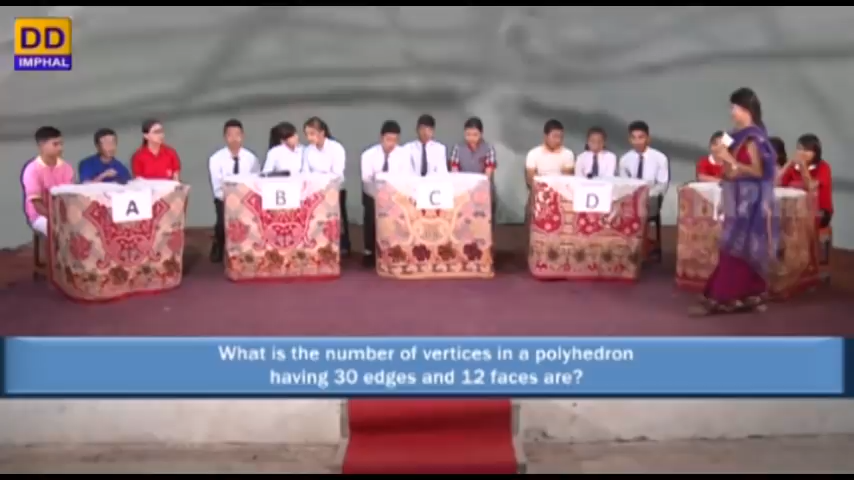 DD
IMPHAL
A
B
C
D
What is the number of vertices in a polyhedron
having 30 edges and 12 faces are?